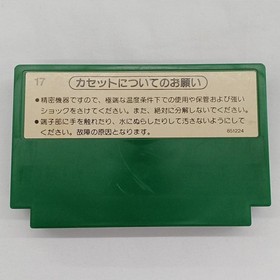 17
カセットについてのお願い
●精密機器ですので、極端な温度条件下での使用や保管および強い
ショックをさけてください。また、絶対に分解しないでください。
●端子部に手を触れたり、水にぬらしたりして汚さないようにして
ください。故障の原因となります。
851224